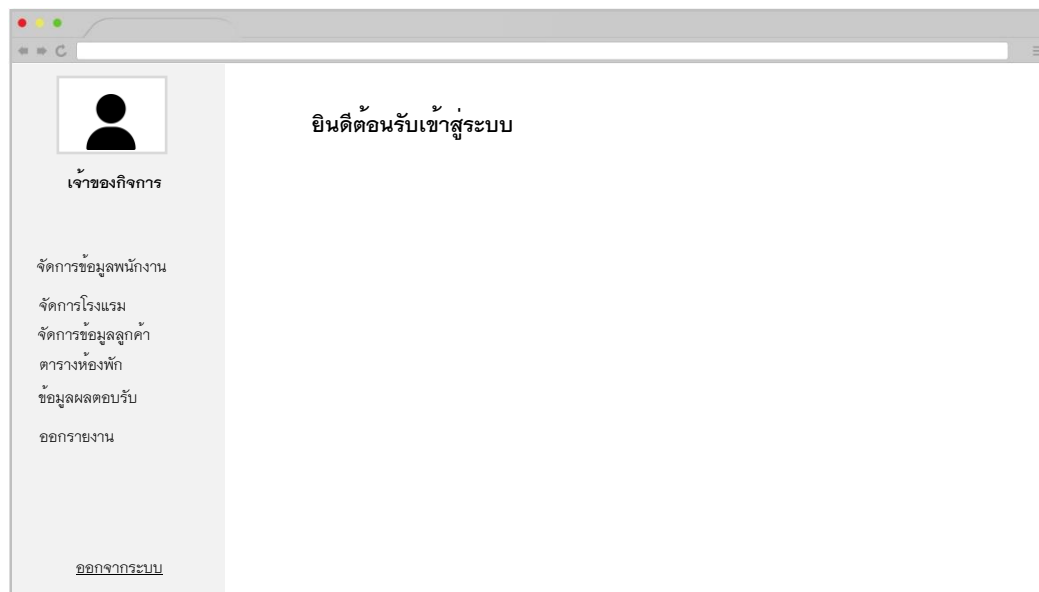 ยินดีต้อนรับเข้าสู่ระบบ
เจ้าของกิจการ
จัดการข้อมูลพนักงาน
จัดการโรงแรม
จัดการข้อมูลลูกค้า
ตารางห้องพัก
ข้อมูลผลตอบรับ
ออกรายงาน
ออกจากระบบ